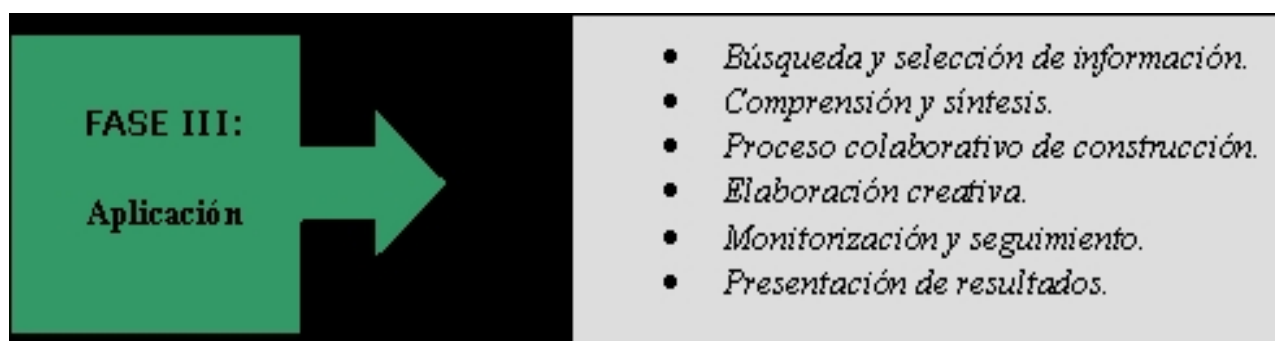 FASE III:
Aplicación
• Búsqueda y selección de información.
• Comprensión y síntesis.
• Proceso colaborativo de construcción.
• Elaboración creativa.
• Monitorización y seguimiento.
• Presentación de resultados.